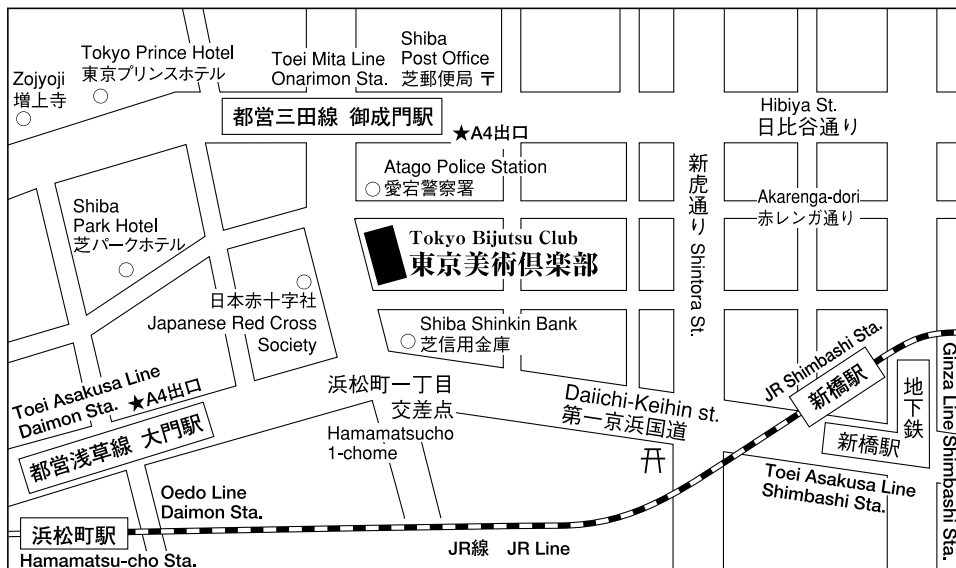 Zojyoji
増上寺
Tokyo Prince Hotel
東京プリンスホテル
Toei Mita Line
Onarimon Sta.
Shiba
Post Office
芝郵便局 〒
都営三田線 御成門駅
★A4出口
Hibiya St.
日比谷通り
Atago Police Station
愛宕警察署
新虎通り Shintora St.
Akarenga-dori
赤レンガ通り
Shiba
Park Hotel
芝パークホテル
Tokyo Bijutsu Club
東京美術倶楽部
日本赤十字社
Japanese Red Cross
Society
Shiba Shinkin Bank
芝信用金庫
JR Shimbashi Sta.
新橋駅
地下鉄
新橋駅
Ginza Line Shimbashi Sta.
Toei Asakusa Line
Shimbashi Sta.
Toei Asakusa Line
Daimon Sta. ★A4出口
都営浅草線 大門駅
浜松町一丁目
交差点
Hamamatsucho
1-chome
Daiichi-Keihin st.
第一京浜国道
Oedo Line
Daimon Sta.
浜松町駅
Hamamatsu-cho Sta.
JR線 JR Line